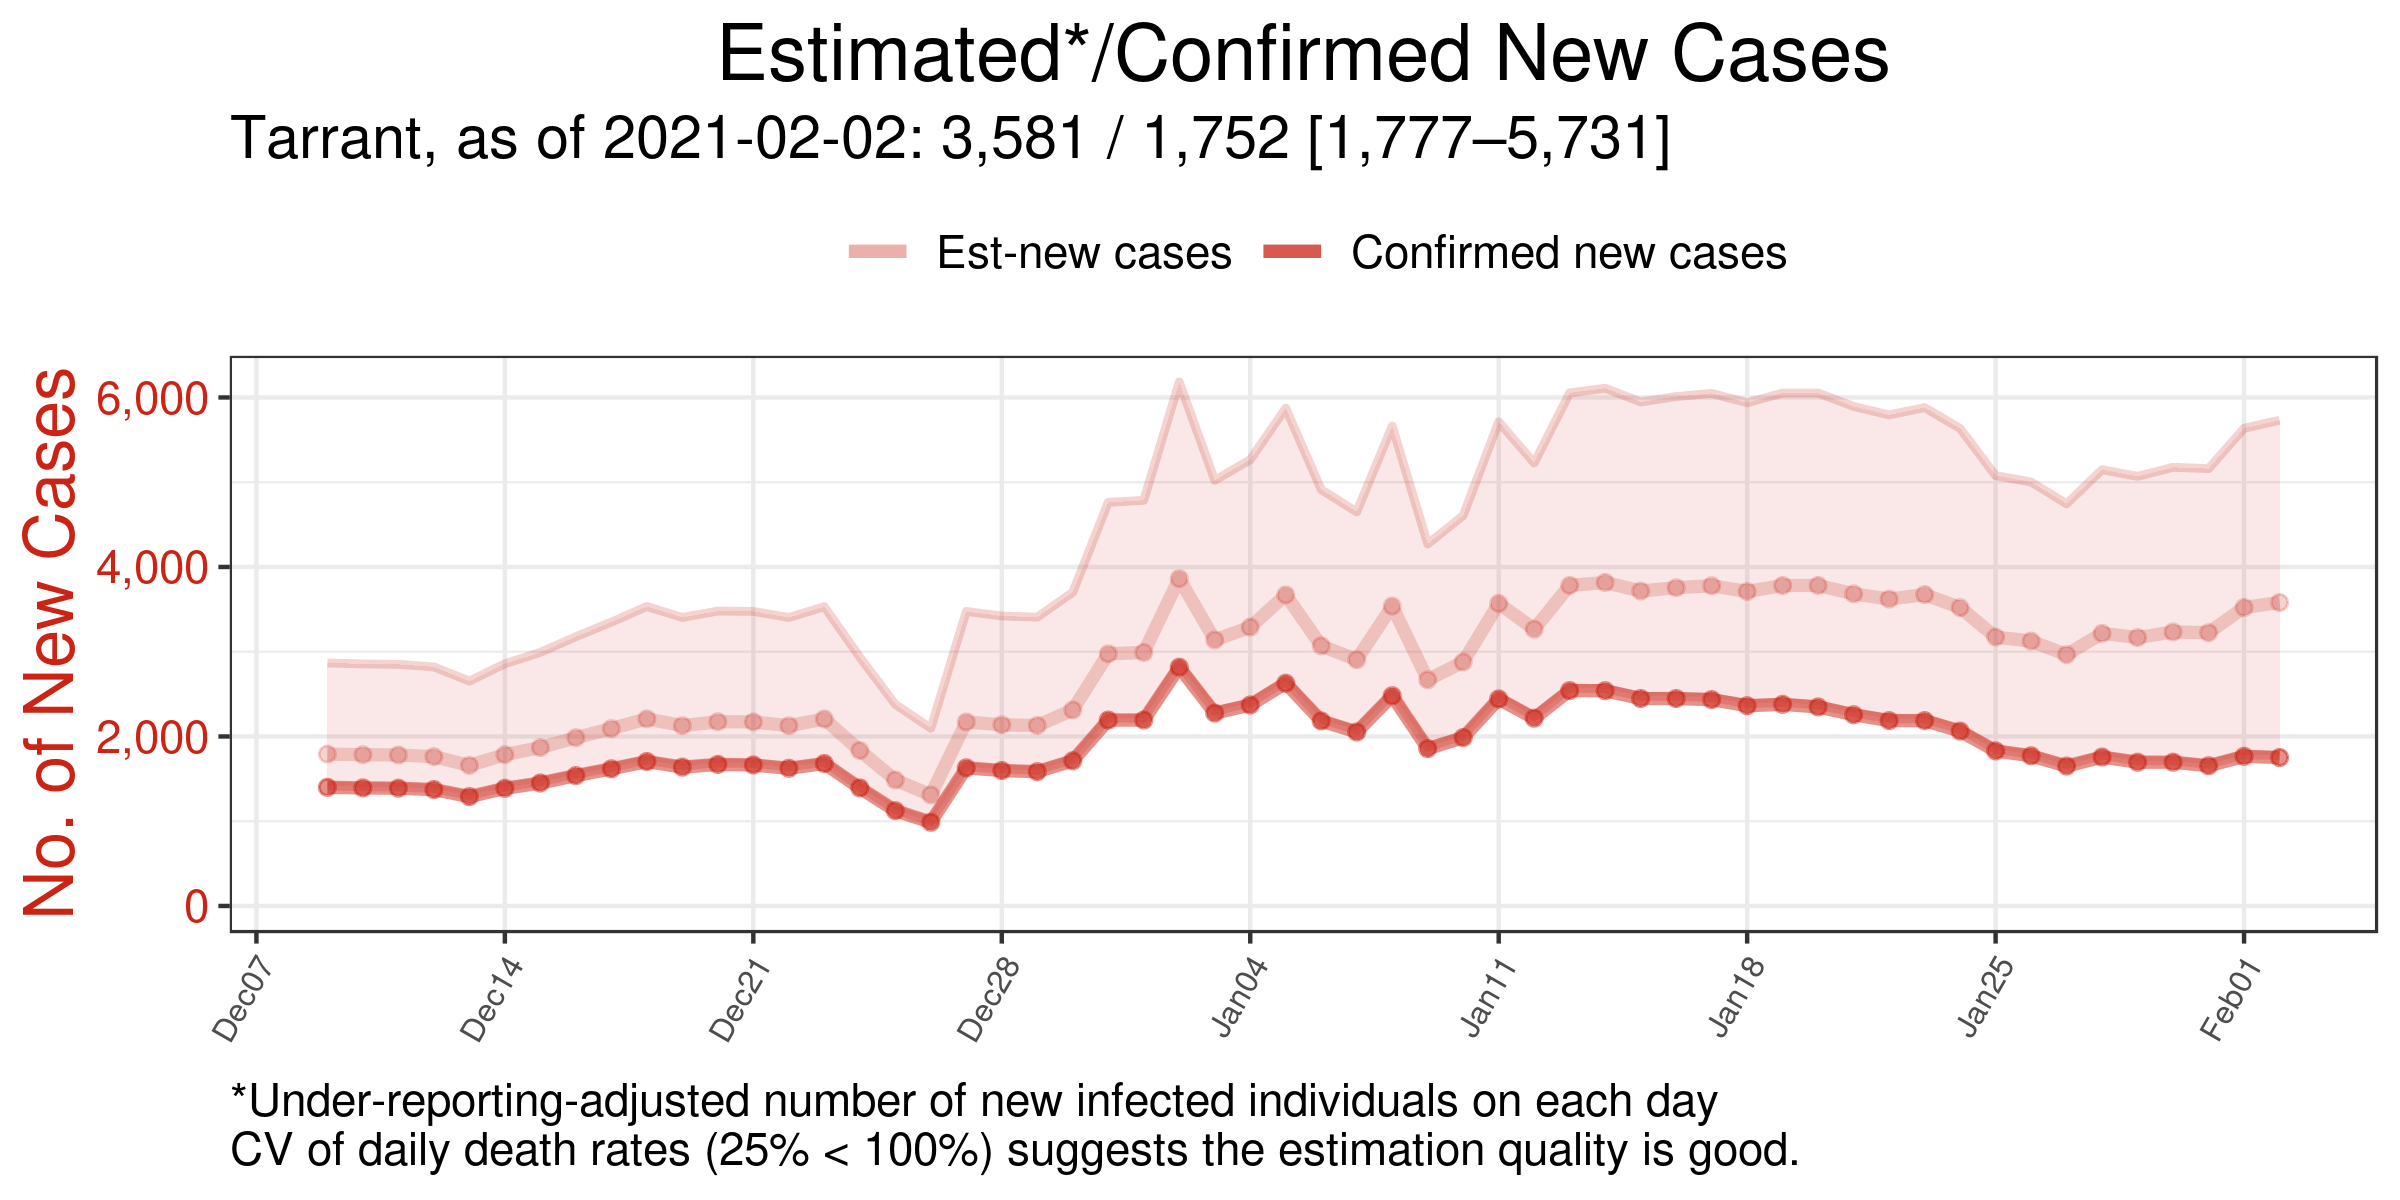 Estimated*/Confirmed New Cases
Tarrant, as of 2021-02-02: 3,581 / 1,752 [1,777–5,731]
Est-new cases
Confirmed new cases
No. of New Cases
6,000
4,000
2,000
0
Dec07
Dec14
Dec21
Dec28
Jan04
Jan11
Jan18
Jan25
Feb01
*Under-reporting-adjusted number of new infected individuals on each day
CV of daily death rates (25% < 100%) suggests the estimation quality is good.